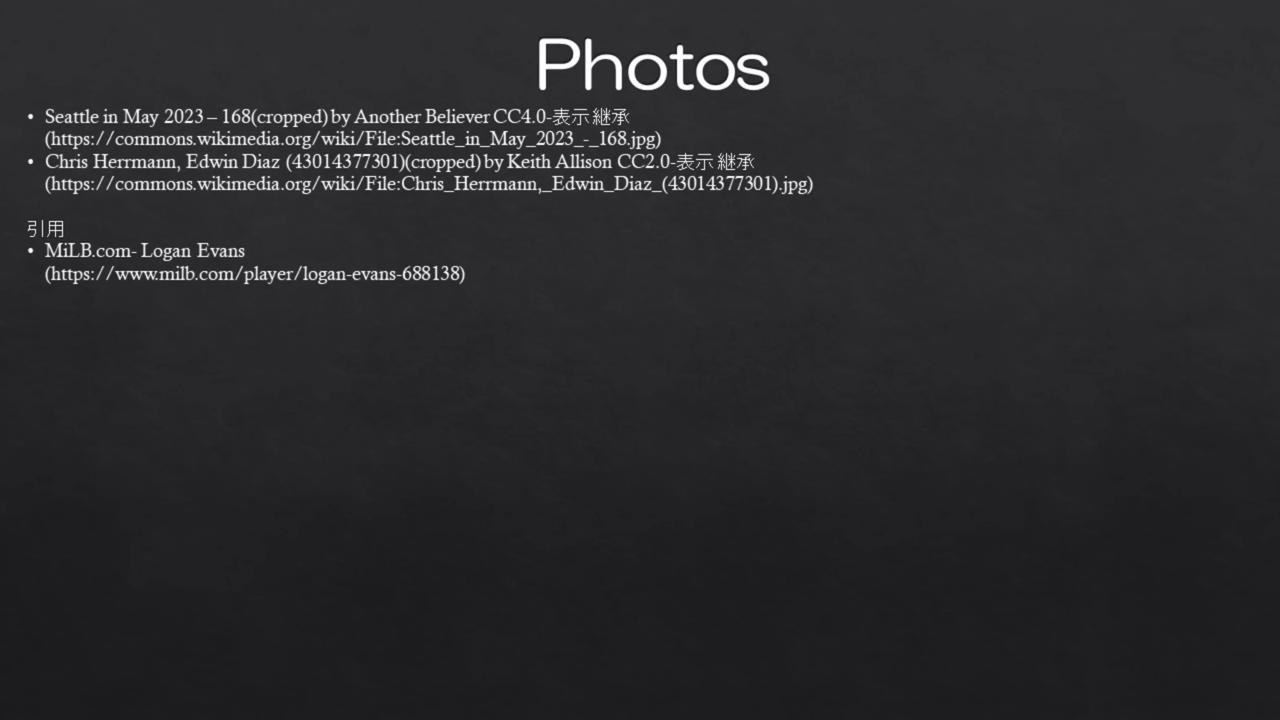 Photos
• Seattle in May 2023 – 168(cropped) by Another Believer CC4.0-表示 継承
(https://commons.wikimedia.org/wiki/File:Seattle_in_May_2023_-_168.jpg)
• Chris Herrmann, Edwin Diaz (43014377301)(cropped) by Keith Allison CC2.0-表示 継承
(https://commons.wikimedia.org/wiki/File:Chris_Herrmann,_Edwin_Diaz_(43014377301).jpg)
引用
• MiLB.com- Logan Evans
(https://www.milb.com/player/logan-evans-688138)